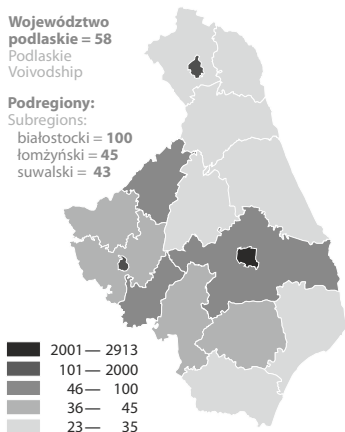 Województwo
podlaskie = 58
Podlaskie
Voivodship
Podregiony:
Subregions:
białostocki = 100
łomżyński = 45
suwalski = 43
2001 — 2913
101 — 2000
46 — 100
36 — 45
23 — 35